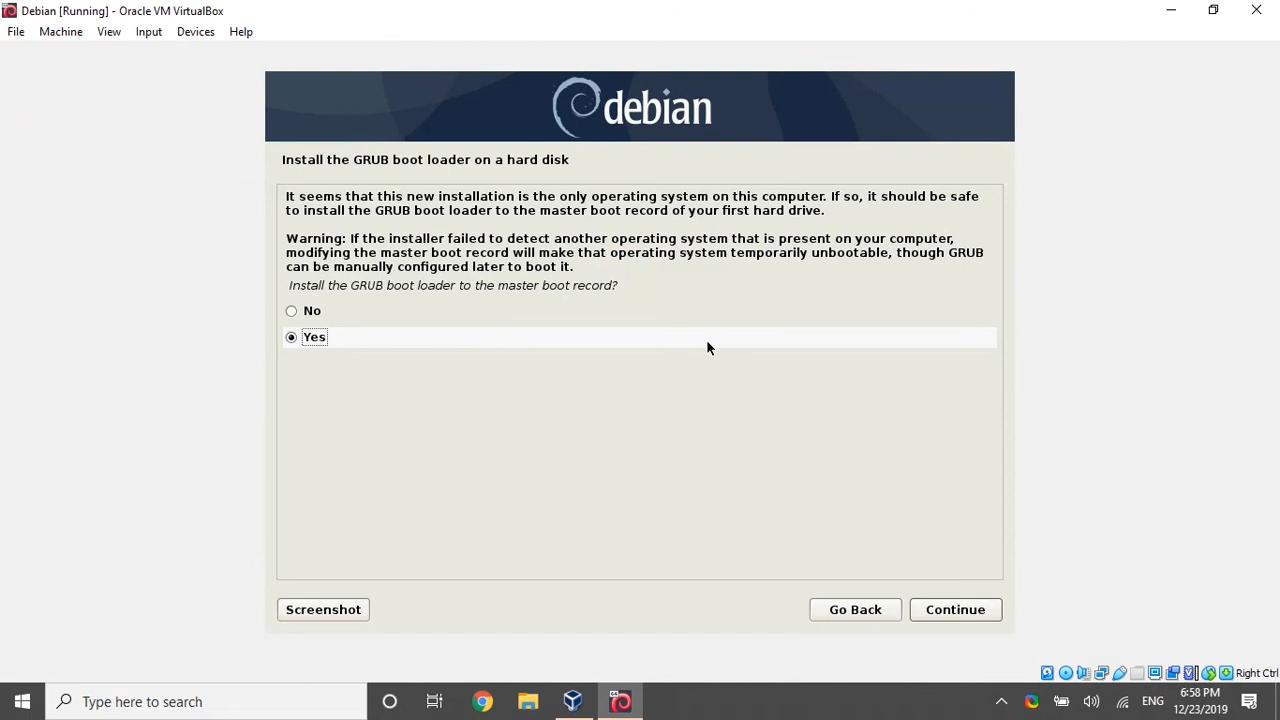 Debian [Running] - Oracle VM VirtualBox
File Machine View Input Devices Help
debian
Install the GRUB boot loader on a hard disk
It seems that this new installation is the only operating system on this computer. If so, it should be safe
to install the GRUB boot loader to the master boot record of your first hard drive.
Warning: If the installer failed to detect another operating system that is present on your computer,
modifying the master boot record will make that operating system temporarily unbootable, though GRUB
can be manually configured later to boot it.
Install the GRUB boot loader to the master boot record?
No
Yes
Screenshot Go Back Continue
Right Ctrl
Type here to search
ENG
6:58 PM
12/23/2019